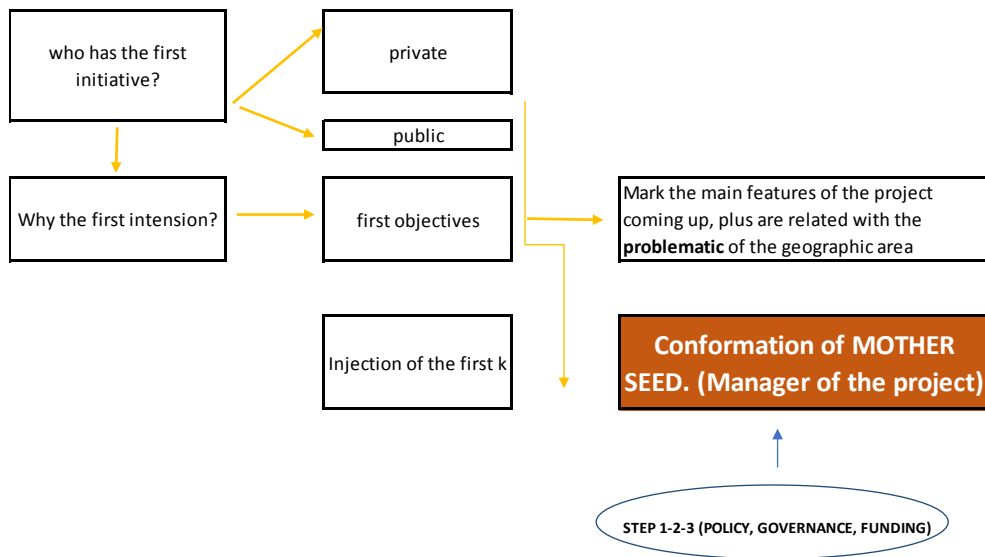 who has the first
initiative?
private
public
Why the first intension?
first objectives
Mark the main features of the project
coming up, plus are related with the
problematic of the geographic area
Injection of the first k
Conformation of MOTHER
SEED. (Manager of the project)
STEP 1-2-3 (POLICY, GOVERNANCE, FUNDING)